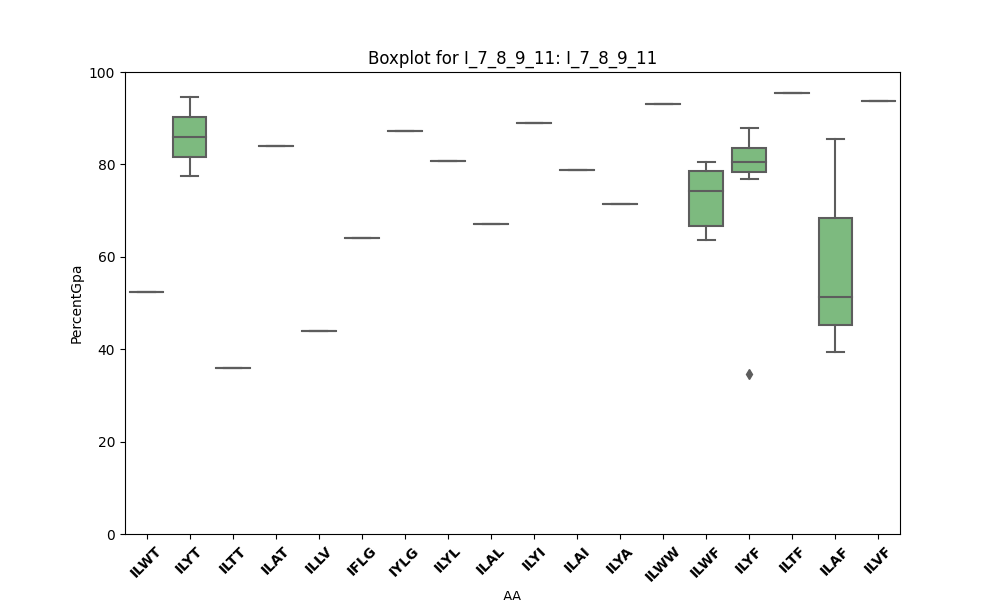 Boxplot for I_7_8_9_11: I_7_8_9_11
100
80
60
40
20
0
PercentGpa
ILWT
ILYT
ILTT
ILAT
ILLV
IFLG
IYLG
ILYL
ILAL
ILYI
ILAI
ILYA
ILWW
ILWF
ILYF
ILTF
ILAF
ILVF
AA